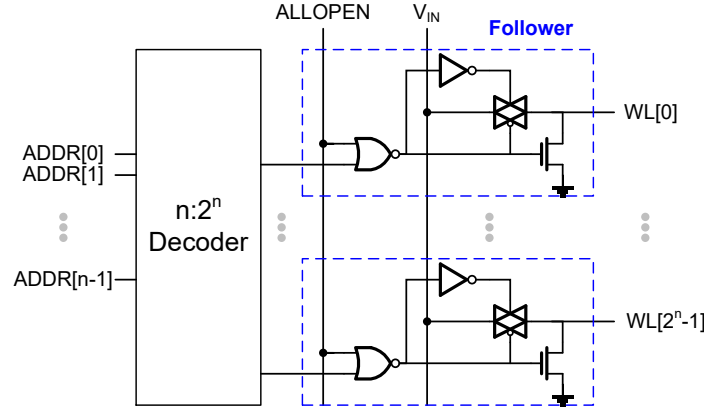 ALLOPEN
V_IN
Follower
ADDR[0]
ADDR[1]
n:2^n
Decoder
ADDR[n-1]
WL[0]
WL[2^n-1]